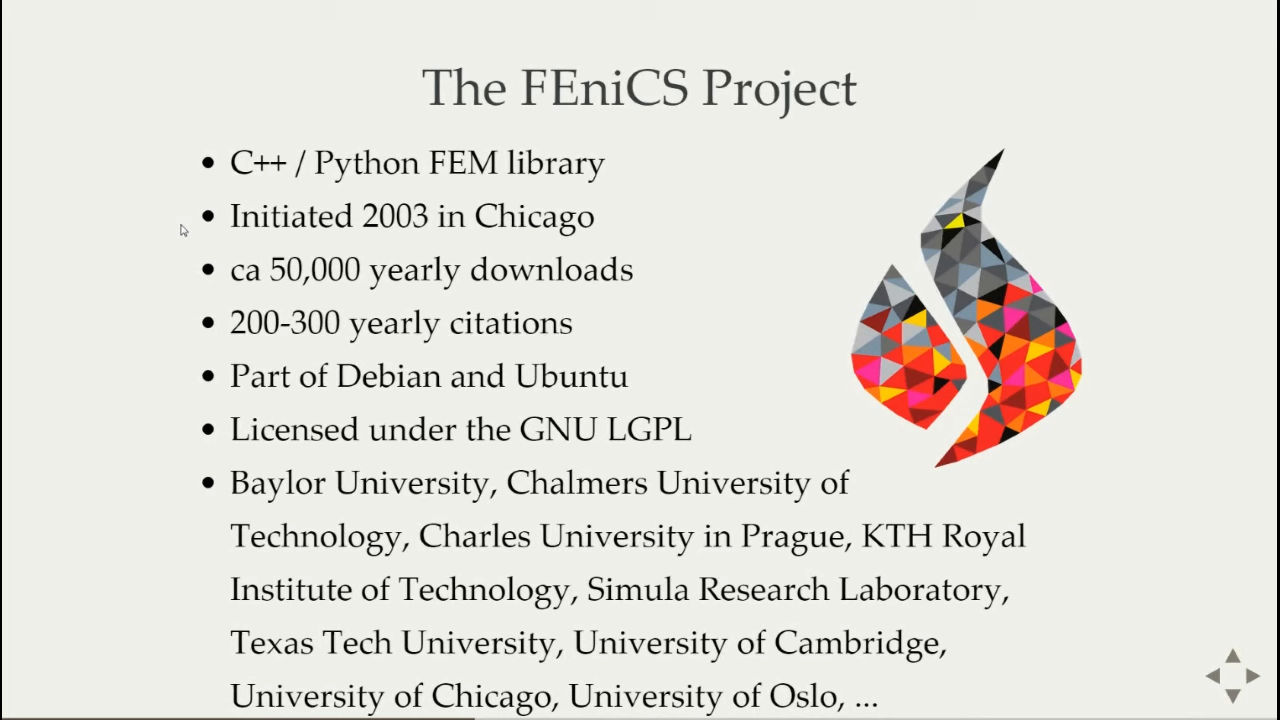 The FEniCS Project
• C++ / Python FEM library
• Initiated 2003 in Chicago
• ca 50,000 yearly downloads
• 200-300 yearly citations
• Part of Debian and Ubuntu
• Licensed under the GNU LGPL
• Baylor University, Chalmers University of
Technology, Charles University in Prague, KTH Royal
Institute of Technology, Simula Research Laboratory,
Texas Tech University, University of Cambridge,
University of Chicago, University of Oslo, ...